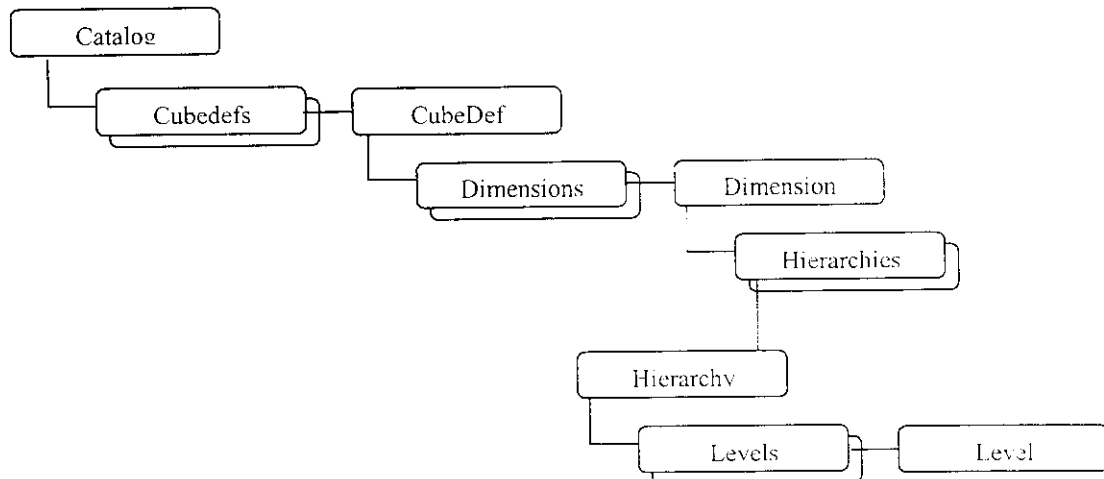 Catalog
Cubedefs
CubeDef
Dimensions
Dimension
Hierarchies
Hierarchy
Levels
Level